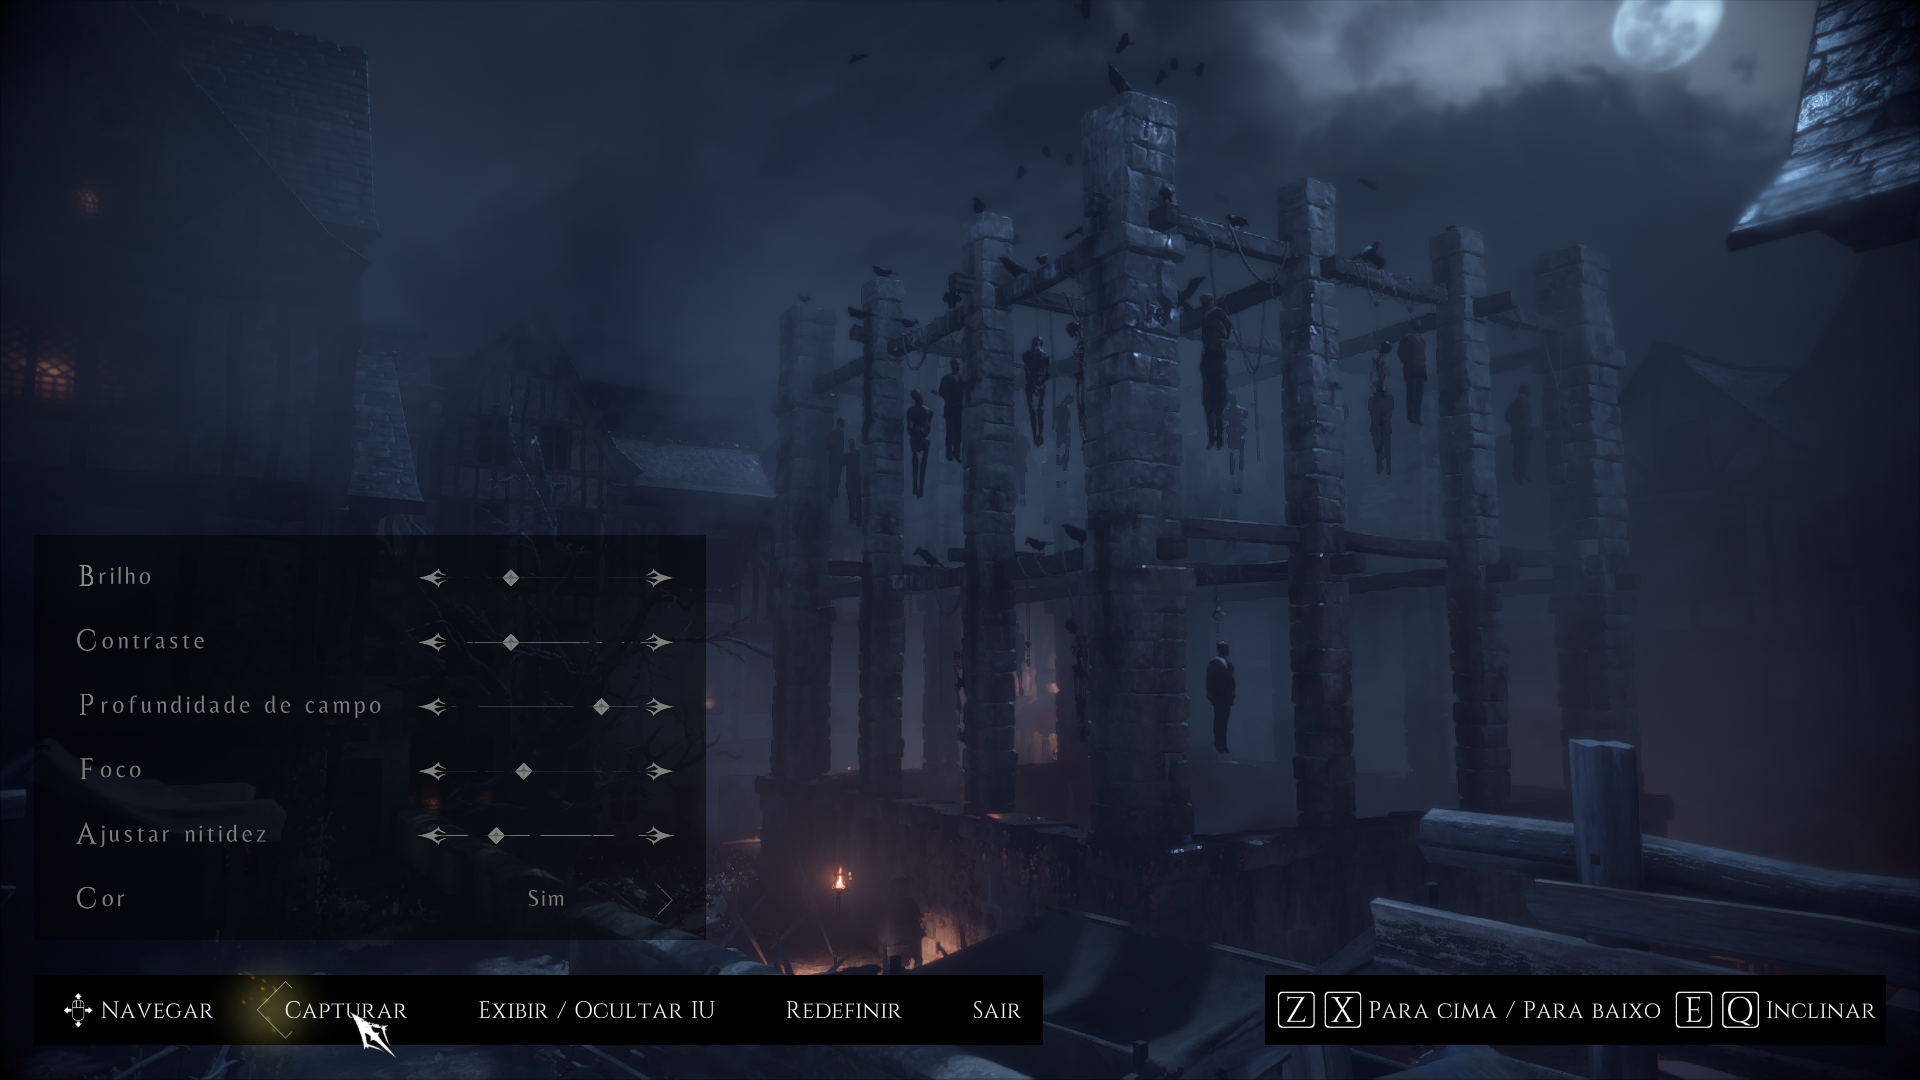 Brilho
Contraste
Profundidade de campo
Foco
Ajustar nitidez
Cor Sim
Navegar Capturar Exibir / Ocultar IU Redefinir Sair
Z X Para cima / Para baixo E Q Inclinar